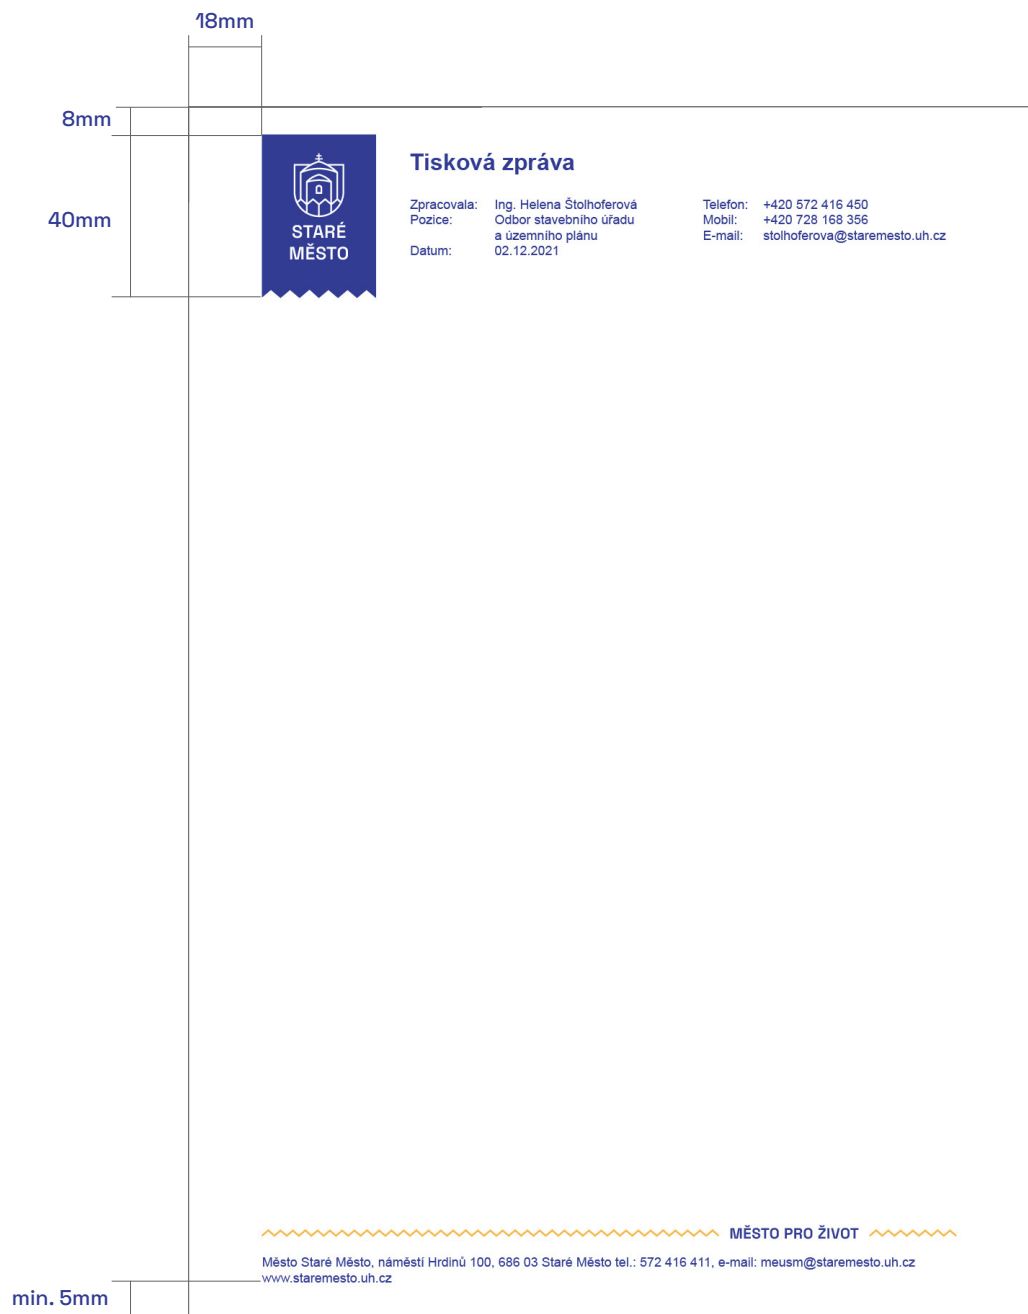 18mm
8mm
40mm
STARÉ
MĚSTO
Tisková zpráva
Zpracovala: Ing. Helena Štolhoferová
Pozice: Odbor stavebního úřadu
a územního plánu
Datum: 02.12.2021
Telefon: +420 572 416 450
Mobil: +420 728 168 356
E-mail: stolhoferova@staremesto.uh.cz
MĚSTO PRO ŽIVOT
Město Staré Město, náměstí Hrdinů 100, 686 03 Staré Město tel.: 572 416 411, e-mail: meusm@staremesto.uh.cz
www.staremesto.uh.cz
min. 5mm